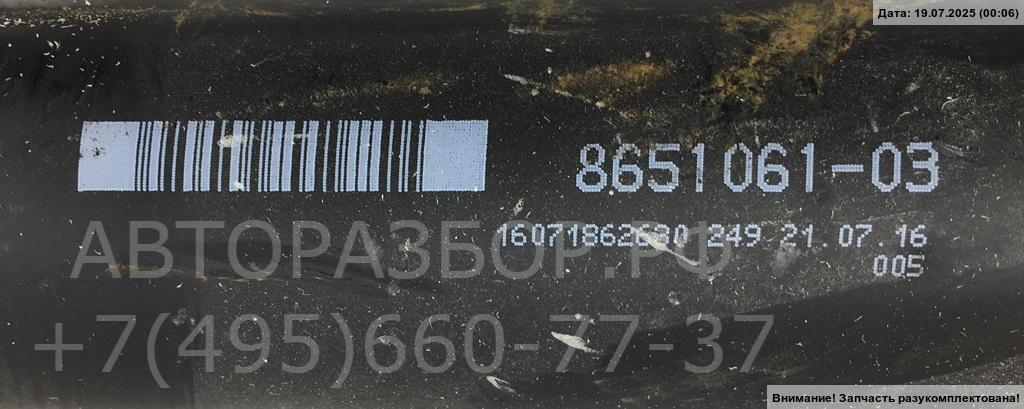 Дата: 19.07.2025 (00:06)
8651061-03
16071862630 249 21.07.16
005
АВТОРАЗБОР.РФ
+7(495)660-77-37
Внимание! Запчасть разукомплектована!